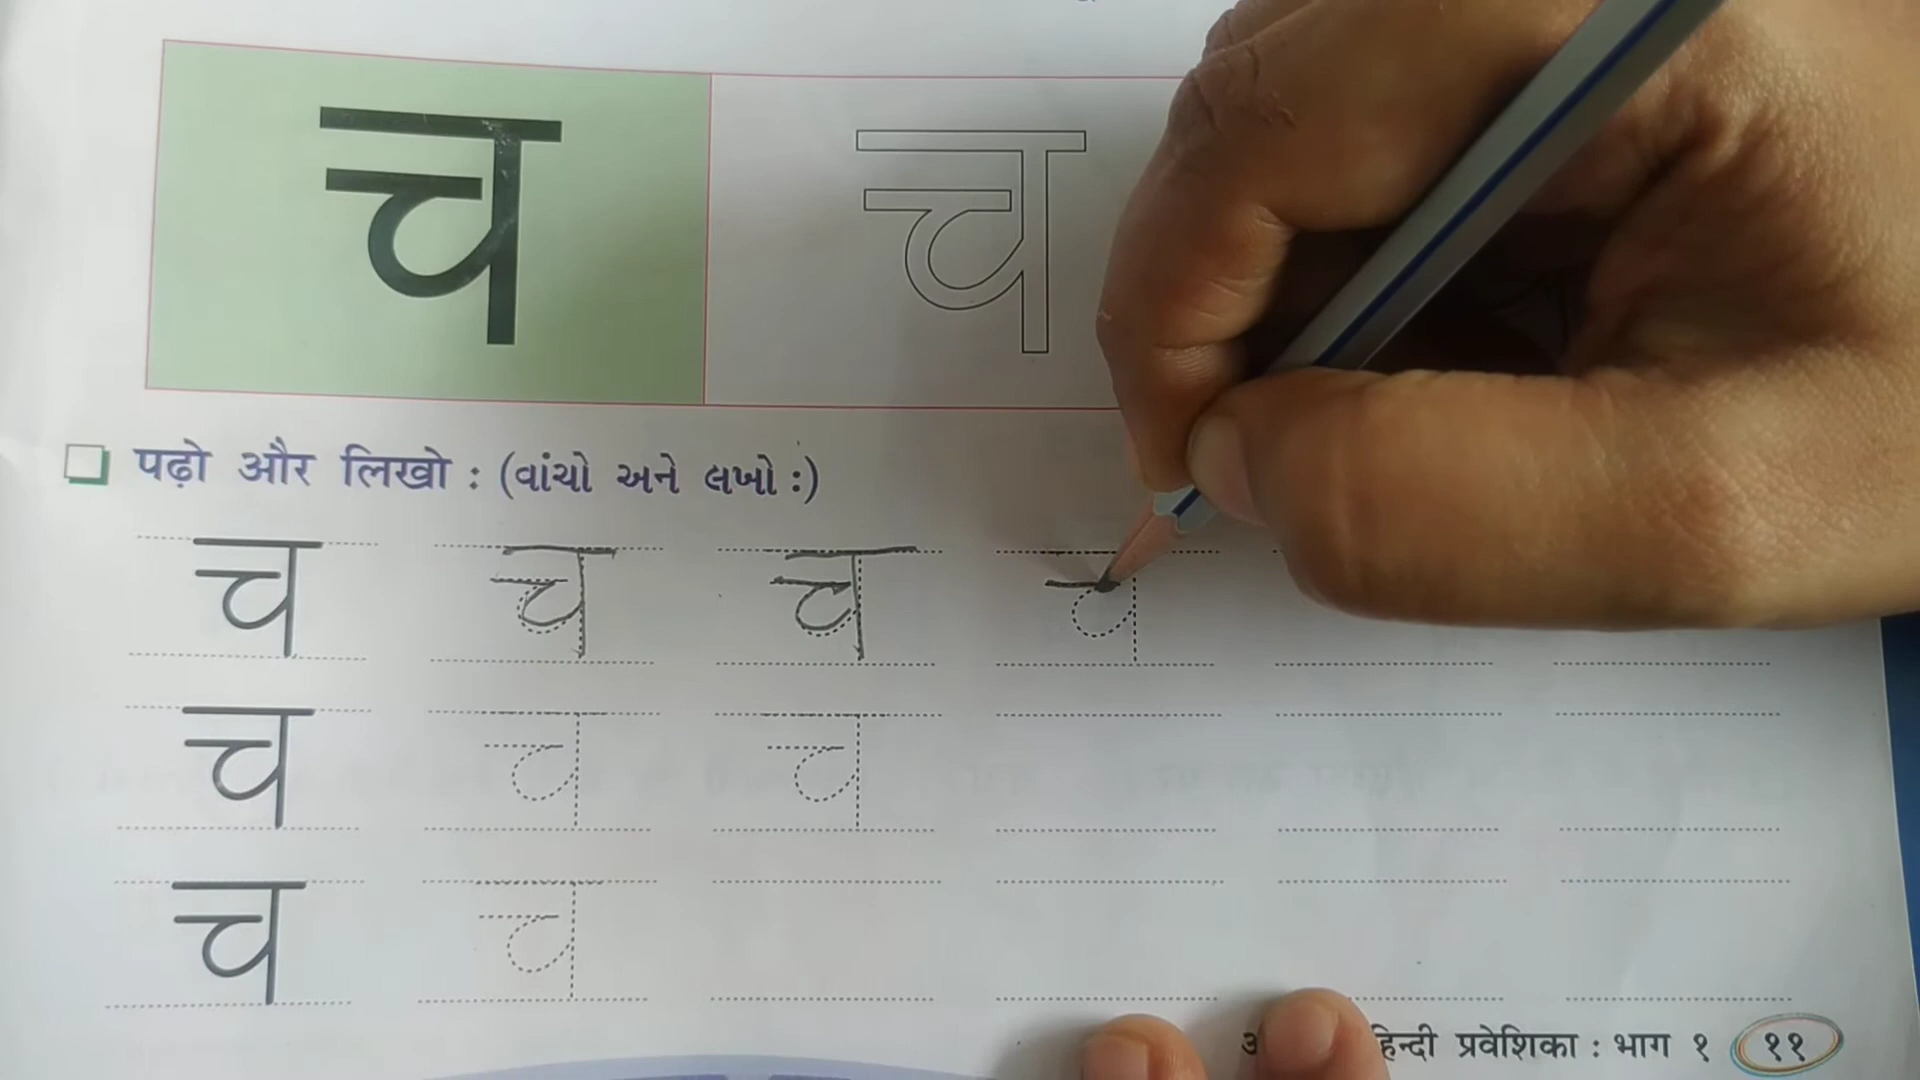 च च
पढ़ो और लिखो : (વાંચો અને લખો :)
च च च च
च च च
च च
हिन्दी प्रवेशिका : भाग १ ११